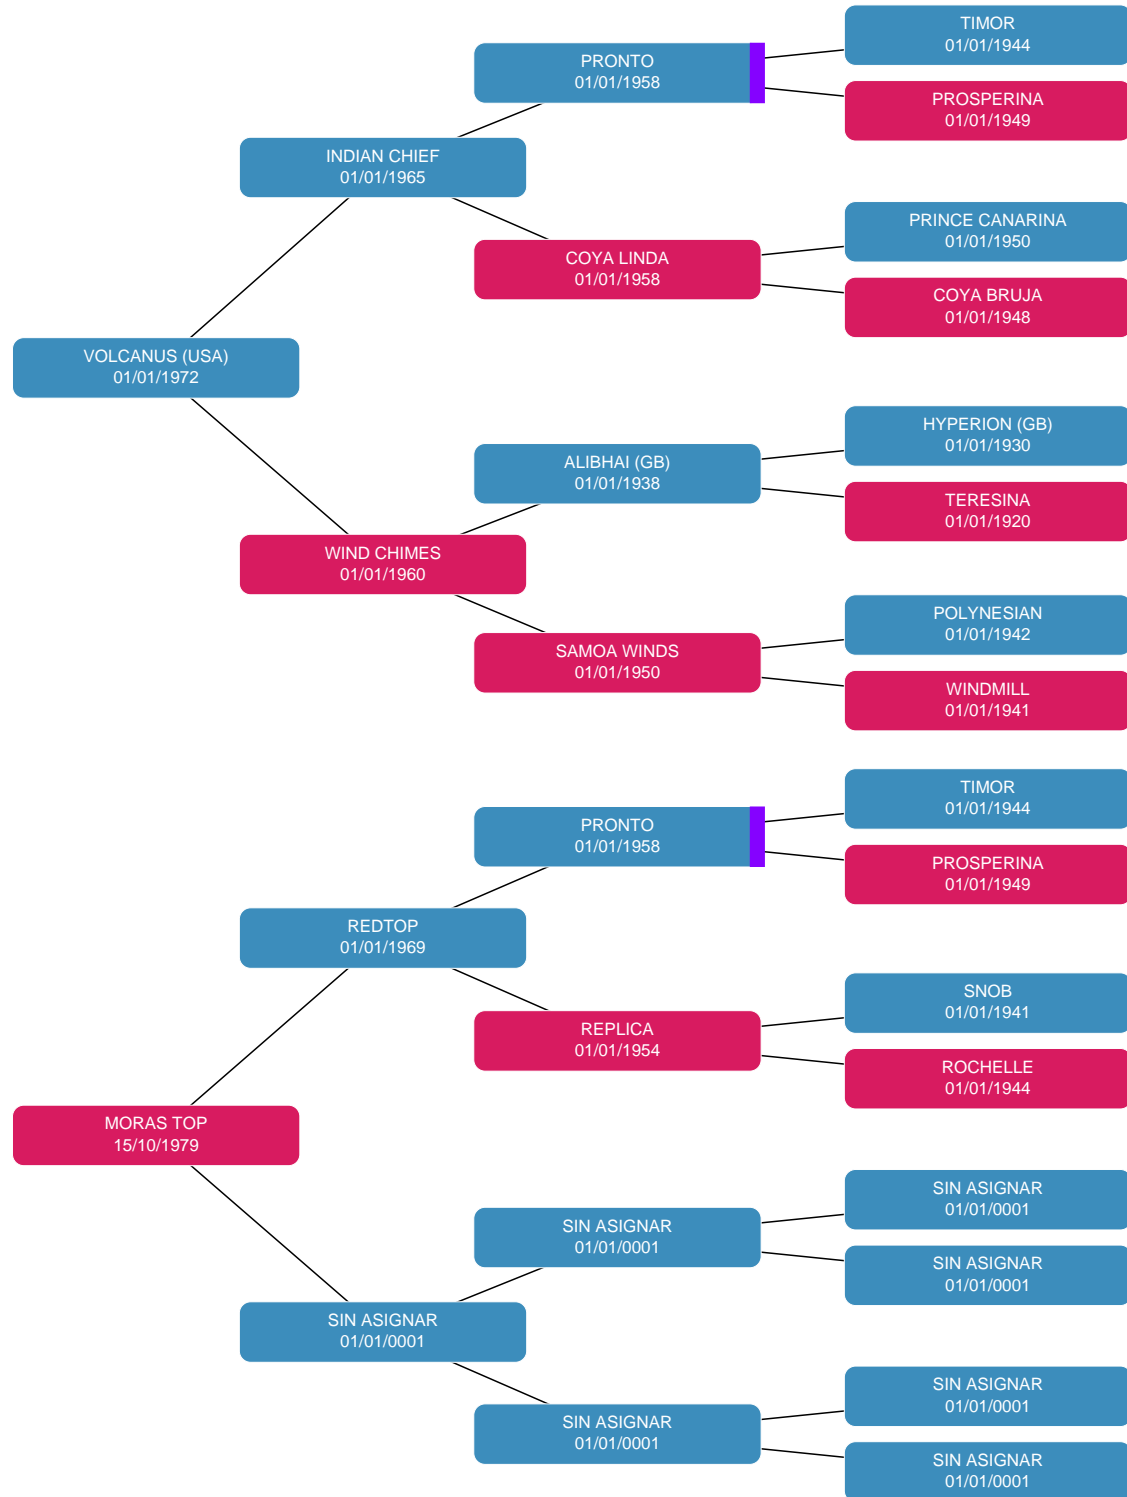 TIMOR
01/01/1944
PRONTO
01/01/1958
PROSPERINA
01/01/1949
INDIAN CHIEF
01/01/1965
PRINCE CANARINA
01/01/1950
COYA LINDA
01/01/1958
COYA BRUJA
01/01/1948
VOLCANUS (USA)
01/01/1972
HYPERION (GB)
01/01/1930
ALIBHAI (GB)
01/01/1938
TERESINA
01/01/1920
WIND CHIMES
01/01/1960
POLYNESIAN
01/01/1942
SAMOA WINDS
01/01/1950
WINDMILL
01/01/1941
TIMOR
01/01/1944
PRONTO
01/01/1958
PROSPERINA
01/01/1949
REDTOP
01/01/1969
SNOB
01/01/1941
REPLICA
01/01/1954
ROCHELLE
01/01/1944
MORAS TOP
15/10/1979
SIN ASIGNAR
01/01/0001
SIN ASIGNAR
01/01/0001
SIN ASIGNAR
01/01/0001
SIN ASIGNAR
01/01/0001
SIN ASIGNAR
01/01/0001
SIN ASIGNAR
01/01/0001
SIN ASIGNAR
01/01/0001